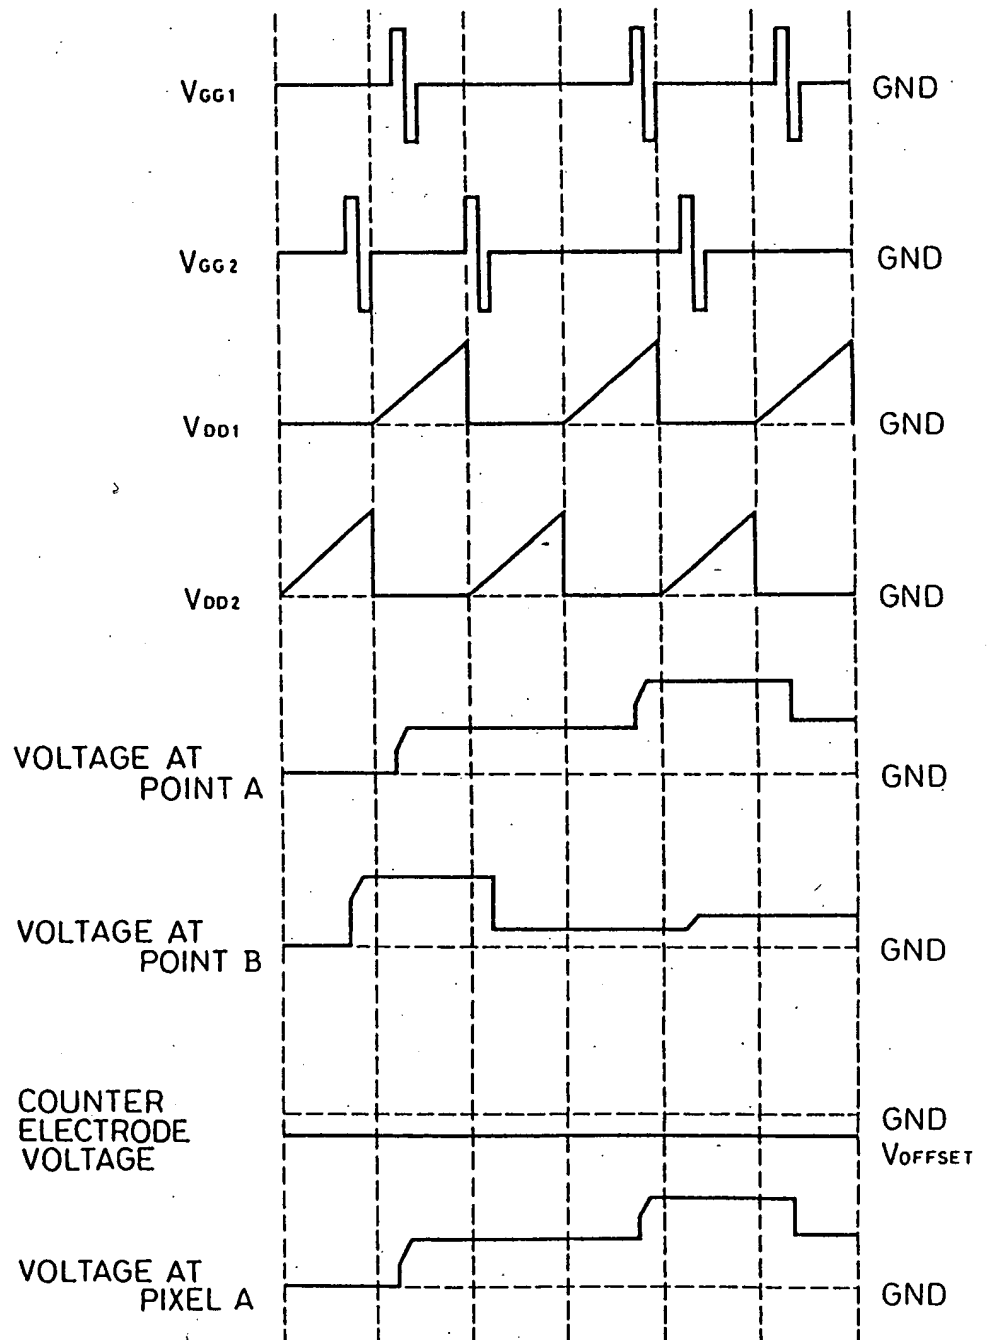 VGG1 GND
VGG2 GND
VDD1 GND
VDD2 GND
VOLTAGE AT
POINT A GND
VOLTAGE AT
POINT B GND
COUNTER
ELECTRODE
VOLTAGE
GND
VOFFSET
VOLTAGE AT
PIXEL A GND